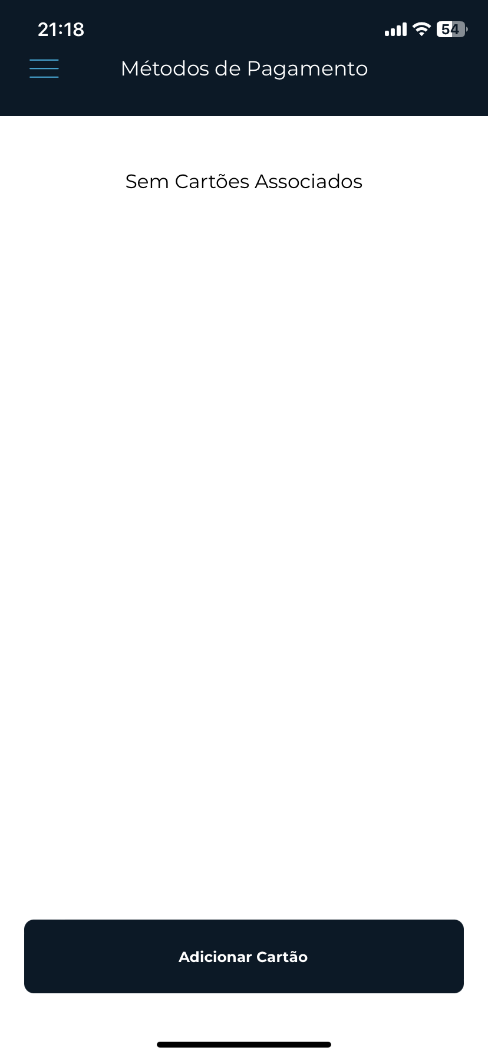 21:18
54
Métodos de Pagamento
Sem Cartões Associados
Adicionar Cartão